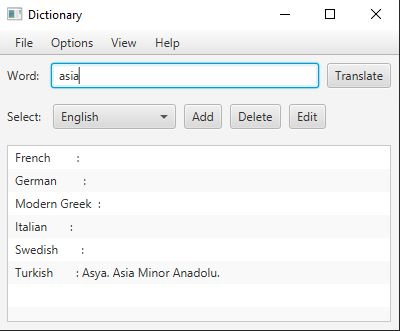 Dictionary
File Options View Help
Word: asia Translate
Select: English Add Delete Edit
French :
German :
Modern Greek :
Italian :
Swedish :
Turkish : Asya. Asia Minor Anadolu.